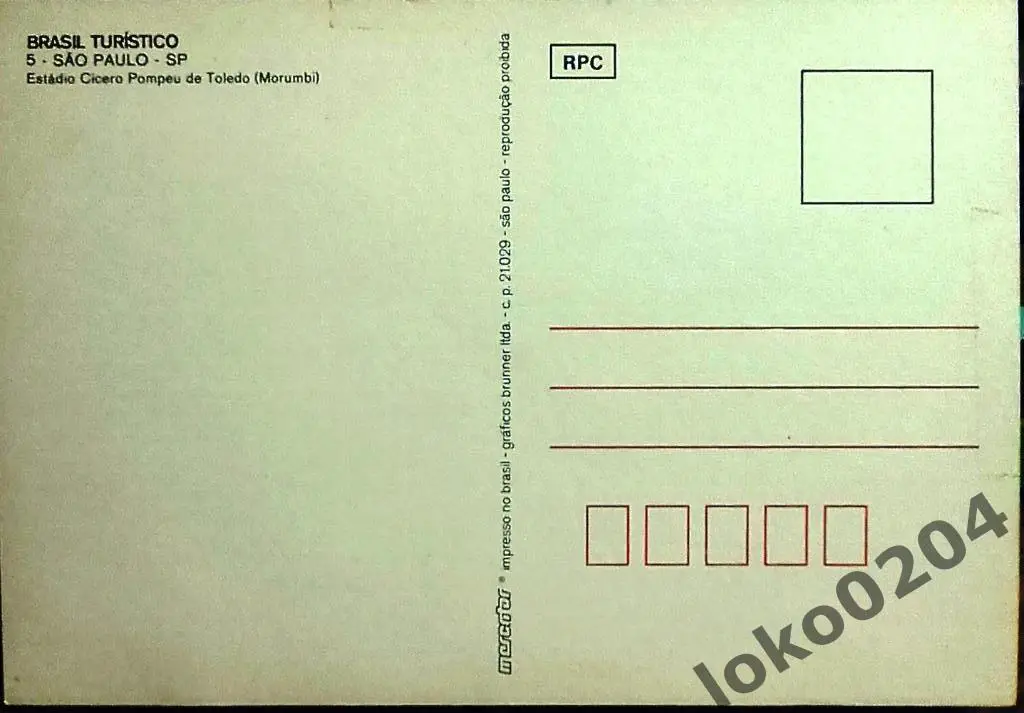 BRASIL TURÍSTICO
5 - SÃO PAULO - SP
Estádio Cicero Pompeu de Toledo (Morumbi)
mercator ® impresso no brasil - gráficos brunner ltda. - c. p. 21.029 - são paulo - reprodução proibida
RPC
loko0204